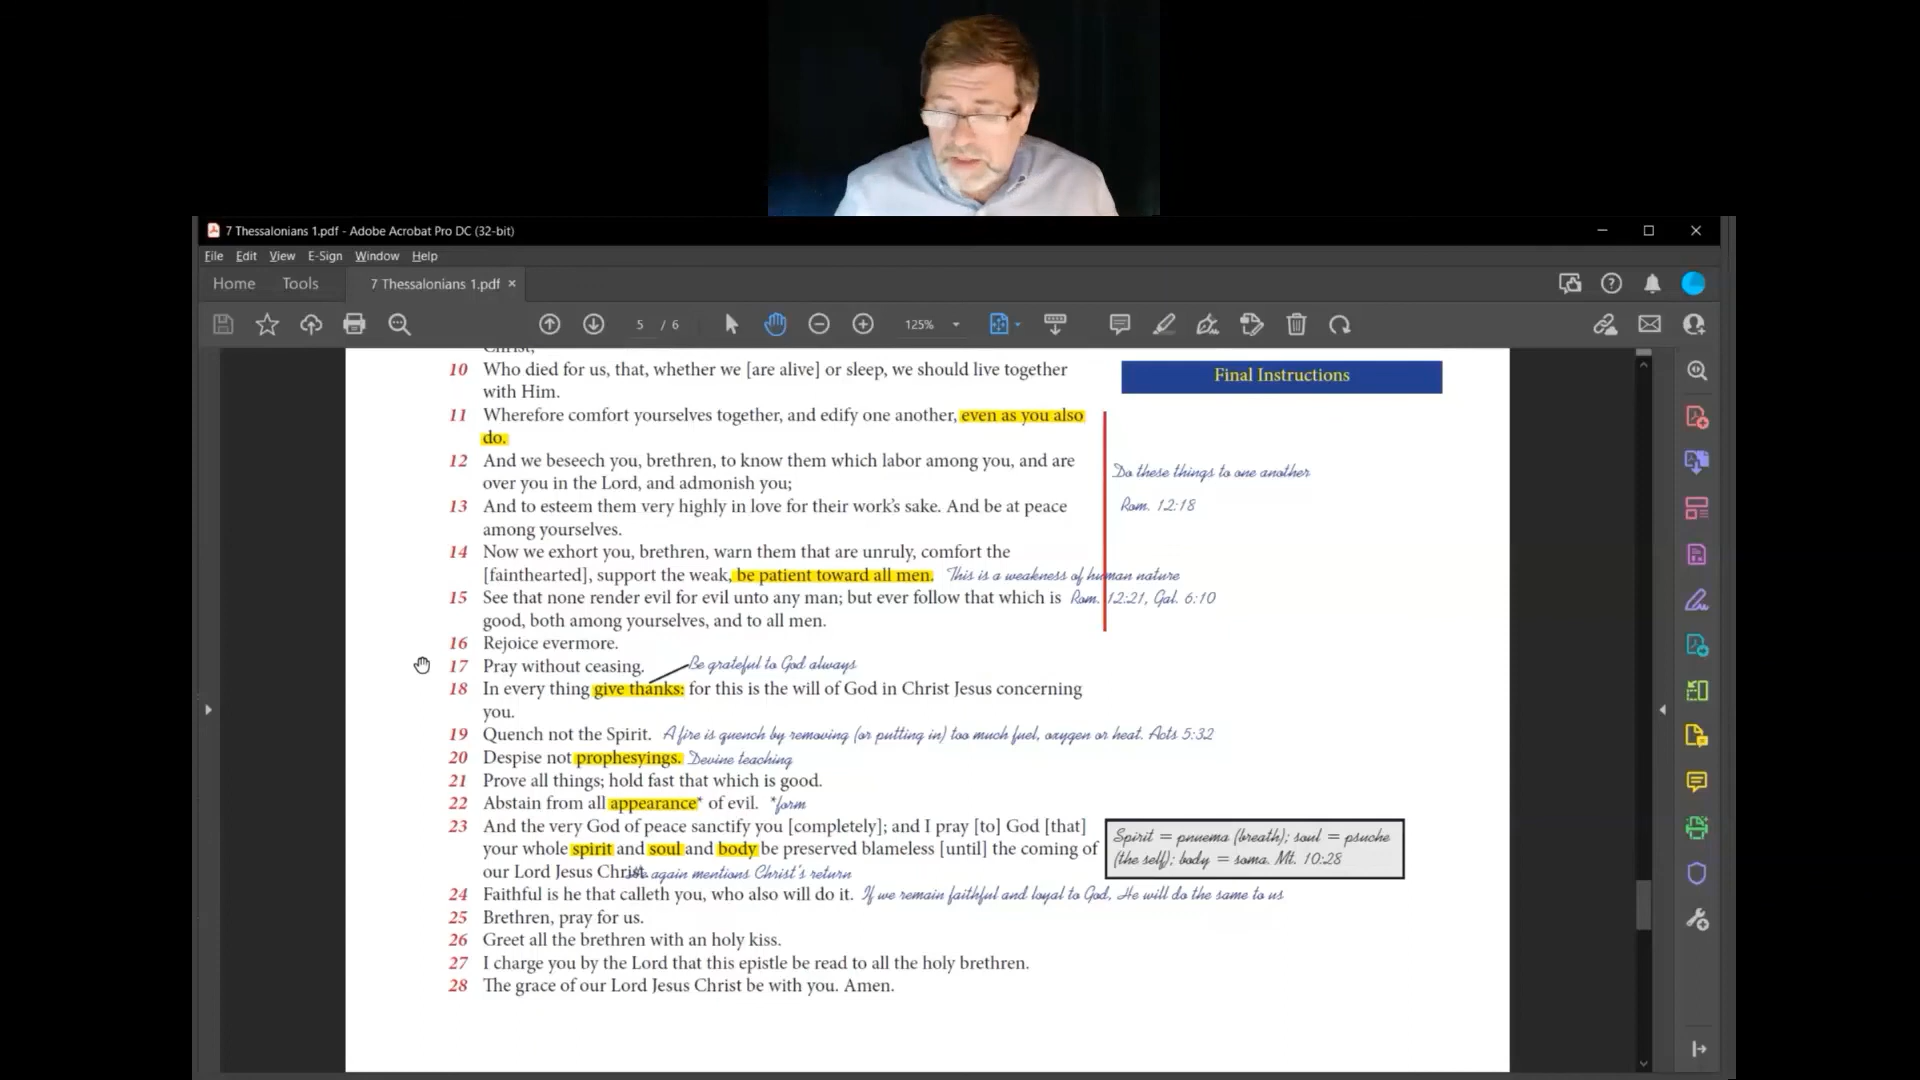 7 Thessalonians 1.pdf - Adobe Acrobat Pro DC (32-bit)
File Edit View E-Sign Window Help
Home Tools 7 Thessalonians 1.pdf ×
5 / 6 125%
Christ,
10 Who died for us, that, whether we [are alive] or sleep, we should live together
with Him.
Final Instructions
11 Wherefore comfort yourselves together, and edify one another, even as you also
do.
12 And we beseech you, brethren, to know them which labor among you, and are
over you in the Lord, and admonish you;
Do these things to one another
13 And to esteem them very highly in love for their work's sake. And be at peace
among yourselves.
Rom. 12:18
14 Now we exhort you, brethren, warn them that are unruly, comfort the
[fainthearted], support the weak, be patient toward all men. This is a weakness of human nature
15 See that none render evil for evil unto any man; but ever follow that which is Rom. 12:21, Gal. 6:10
good, both among yourselves, and to all men.
16 Rejoice evermore.
17 Pray without ceasing. Be grateful to God always
18 In every thing give thanks: for this is the will of God in Christ Jesus concerning
you.
19 Quench not the Spirit. A fire is quench by removing (or putting in) too much fuel, oxygen or heat. Acts 5:32
20 Despise not prophesyings. Devine teaching
21 Prove all things; hold fast that which is good.
22 Abstain from all appearance* of evil. *form
23 And the very God of peace sanctify you [completely]; and I pray [to] God [that]
your whole spirit and soul and body be preserved blameless [until] the coming of
our Lord Jesus Christ. again mentions Christ's return
Spirit = pnuema (breath); soul = psuche
(the self); body = soma. Mt. 10:28
24 Faithful is he that calleth you, who also will do it. If we remain faithful and loyal to God, He will do the same to us
25 Brethren, pray for us.
26 Greet all the brethren with an holy kiss.
27 I charge you by the Lord that this epistle be read to all the holy brethren.
28 The grace of our Lord Jesus Christ be with you. Amen.